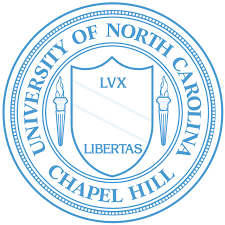 UNIVERSITY OF NORTH CAROLINA
LVX
LIBERTAS
CHAPEL HILL